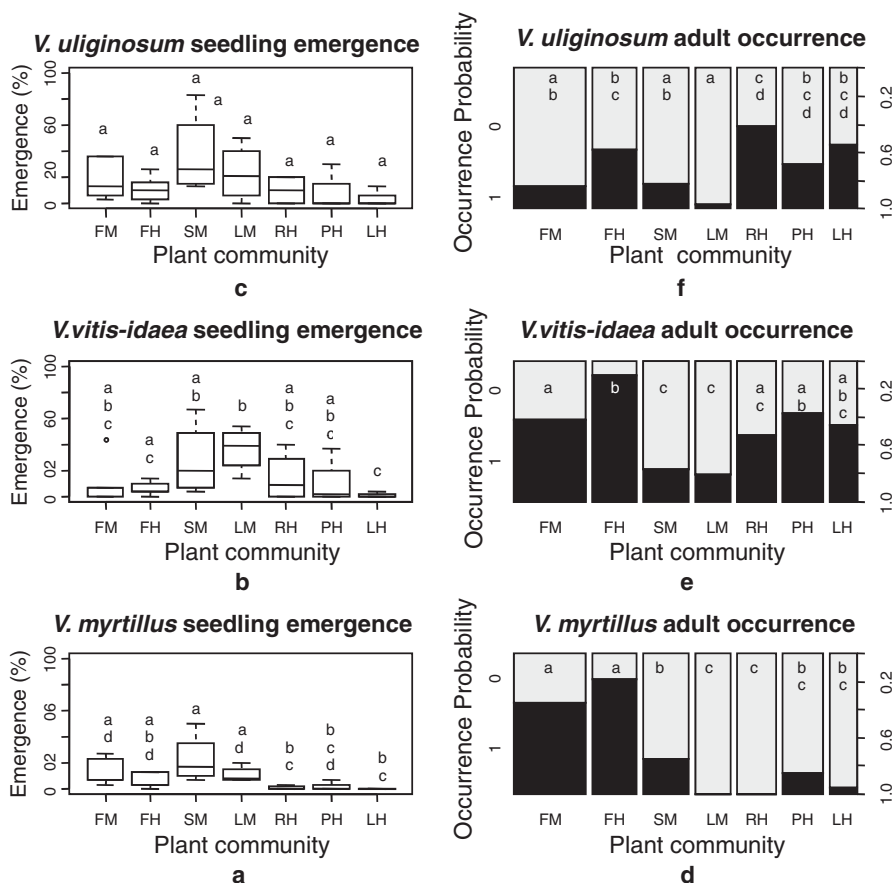 V. uliginosum seedling emergence
Emergence (%)
100
60
20
0
a a a a a a a
FM FH SM LM RH PH LH
Plant community
c
V. uliginosum adult occurrence
Occurrence Probability
0
1
a b a a c b b
b c b d c c
d d
0.2
0.6
1.0
FM FH SM LM RH PH LH
Plant community
f
V.vitis-idaea seedling emergence
Emergence (%)
100
60
20
0
a a a a
b b b a b b
c a c c c c
c
FM FH SM LM RH PH LH
Plant community
b
V.vitis-idaea adult occurrence
Occurrence Probability
0
1
a b c c a a a
c b b
c
0.2
0.6
1.0
FM FH SM LM RH PH LH
Plant community
e
V. myrtillus seedling emergence
Emergence (%)
100
60
20
0
a a a a b b b
d b d c c c
d d
FM FH SM LM RH PH LH
Plant community
a
V. myrtillus adult occurrence
Occurrence Probability
0
1
a a b c c b b
c c
0.2
0.6
1.0
FM FH SM LM RH PH LH
Plant community
d